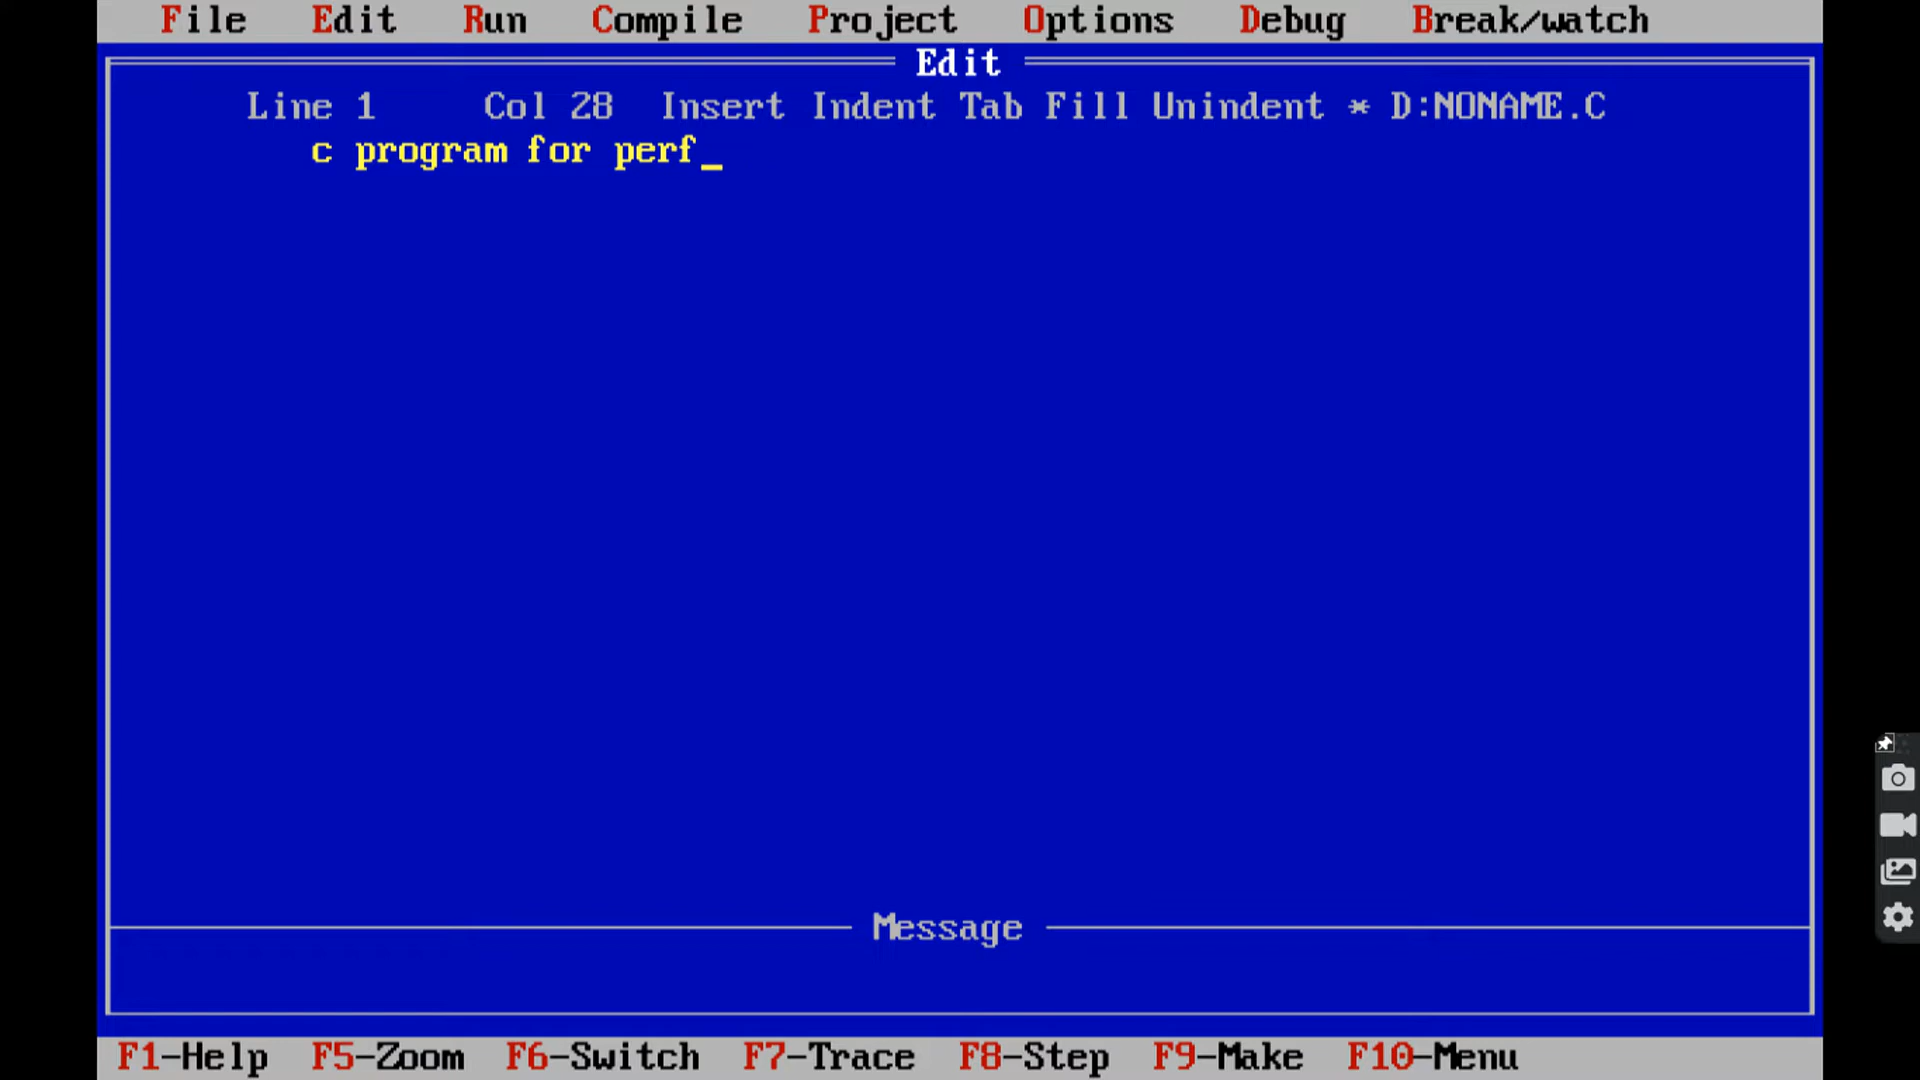 File Edit Run Compile Project Options Debug Break/watch
Edit
Line 1 Col 28 Insert Indent Tab Fill Unindent * D:NONAME.C
c program for perf_
Message
F1-Help F5-Zoom F6-Switch F7-Trace F8-Step F9-Make F10-Menu